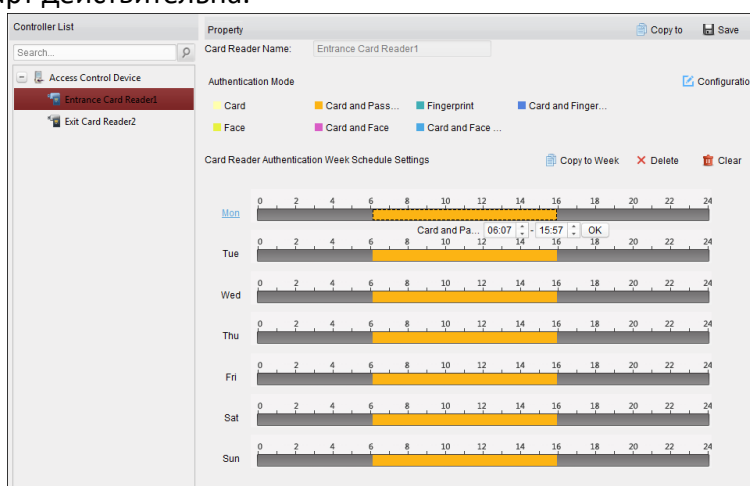 арт действительна.
Controller List
Search...
Access Control Device
Entrance Card Reader1
Exit Card Reader2
Property
Copy to
Save
Card Reader Name:
Entrance Card Reader1
Authentication Mode
Configuratio
Card
Card and Pass...
Fingerprint
Card and Finger...
Face
Card and Face
Card and Face ...
Card Reader Authentication Week Schedule Settings
Copy to Week
Delete
Clear
0 2 4 6 8 10 12 14 16 18 20 22 24
Mon
Card and Pa... 06:07 - 15:57 OK
0 2 4 6 8 10 12 14 16 18 20 22 24
Tue
0 2 4 6 8 10 12 14 16 18 20 22 24
Wed
0 2 4 6 8 10 12 14 16 18 20 22 24
Thu
0 2 4 6 8 10 12 14 16 18 20 22 24
Fri
0 2 4 6 8 10 12 14 16 18 20 22 24
Sat
0 2 4 6 8 10 12 14 16 18 20 22 24
Sun